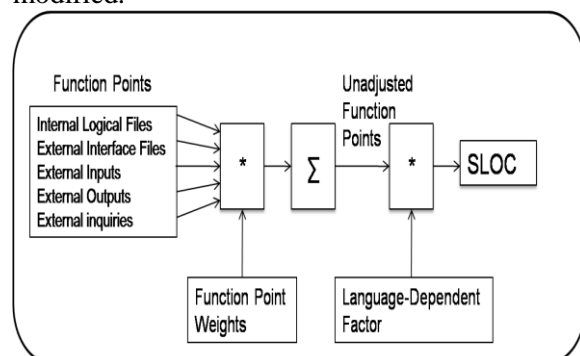 modified.
Function Points
Internal Logical Files
External Interface Files
External Inputs
External Outputs
External inquiries
*
Σ
Unadjusted
Function
Points
*
SLOC
Function Point
Weights
Language-Dependent
Factor